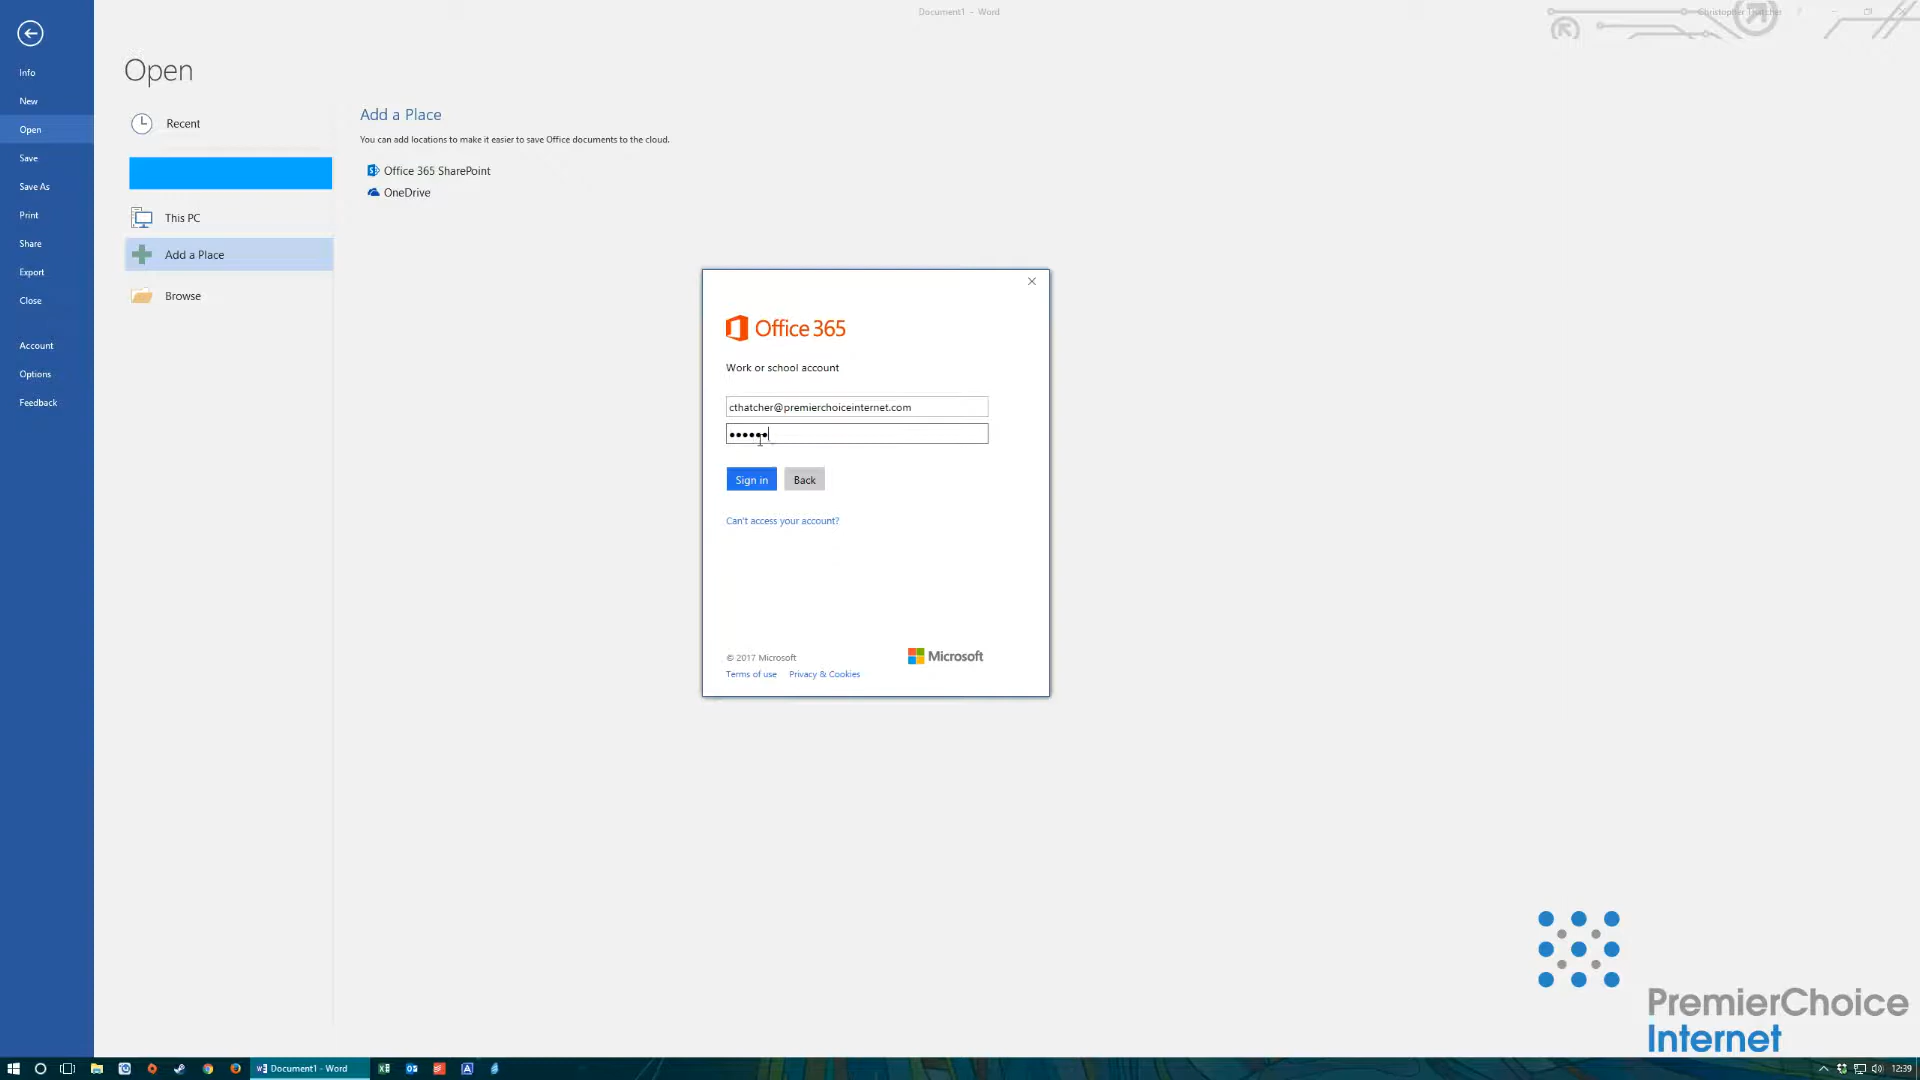 Document1 - Word
Christopher Thatcher
Info
New
Open
Save
Save As
Print
Share
Export
Close
Account
Options
Feedback
Open
Recent
This PC
Add a Place
Browse
Add a Place
You can add locations to make it easier to save Office documents to the cloud.
Office 365 SharePoint
OneDrive
Office 365
Work or school account
cthatcher@premierchoiceinternet.com
Sign in
Back
Can't access your account?
© 2017 Microsoft
Microsoft
Terms of use
Privacy & Cookies
PremierChoice
Internet
Document1 - Word
12:39